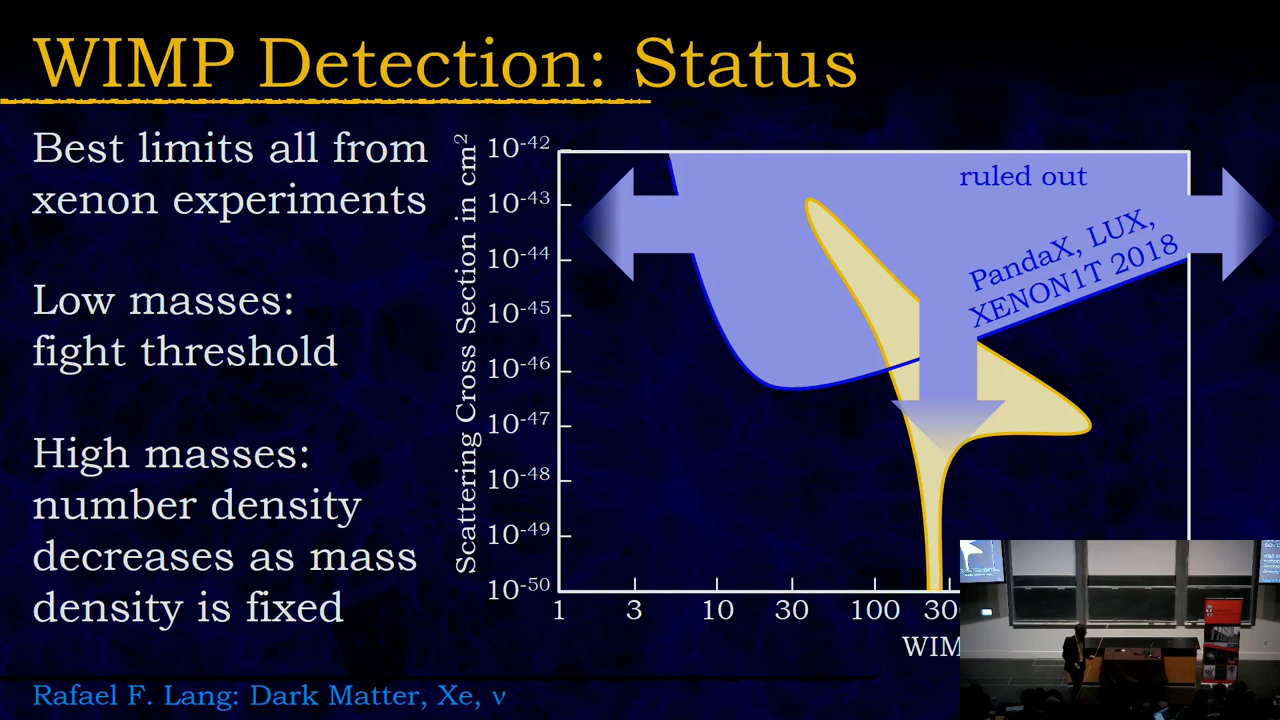 WIMP Detection: Status
Best limits all from
xenon experiments
Low masses:
fight threshold
High masses:
number density
decreases as mass
density is fixed
Scattering Cross Section in cm²
10⁻⁴²
10⁻⁴³
10⁻⁴⁴
10⁻⁴⁵
10⁻⁴⁶
10⁻⁴⁷
10⁻⁴⁸
10⁻⁴⁹
10⁻⁵⁰
ruled out
PandaX, LUX,
XENON1T 2018
1 3 10 30 100 30
WIM
Rafael F. Lang: Dark Matter, Xe, ν